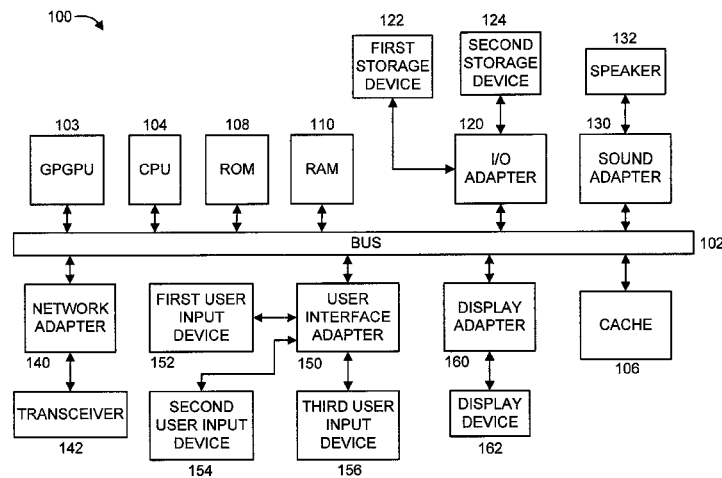 100
122
124
132
FIRST
STORAGE
DEVICE
SECOND
STORAGE
DEVICE
SPEAKER
103
104
108
110
120
130
GPGPU
CPU
ROM
RAM
I/O
ADAPTER
SOUND
ADAPTER
BUS
102
NETWORK
ADAPTER
FIRST USER
INPUT
DEVICE
USER
INTERFACE
ADAPTER
DISPLAY
ADAPTER
CACHE
140
152
150
160
106
TRANSCEIVER
SECOND
USER INPUT
DEVICE
THIRD USER
INPUT
DEVICE
DISPLAY
DEVICE
142
154
156
162